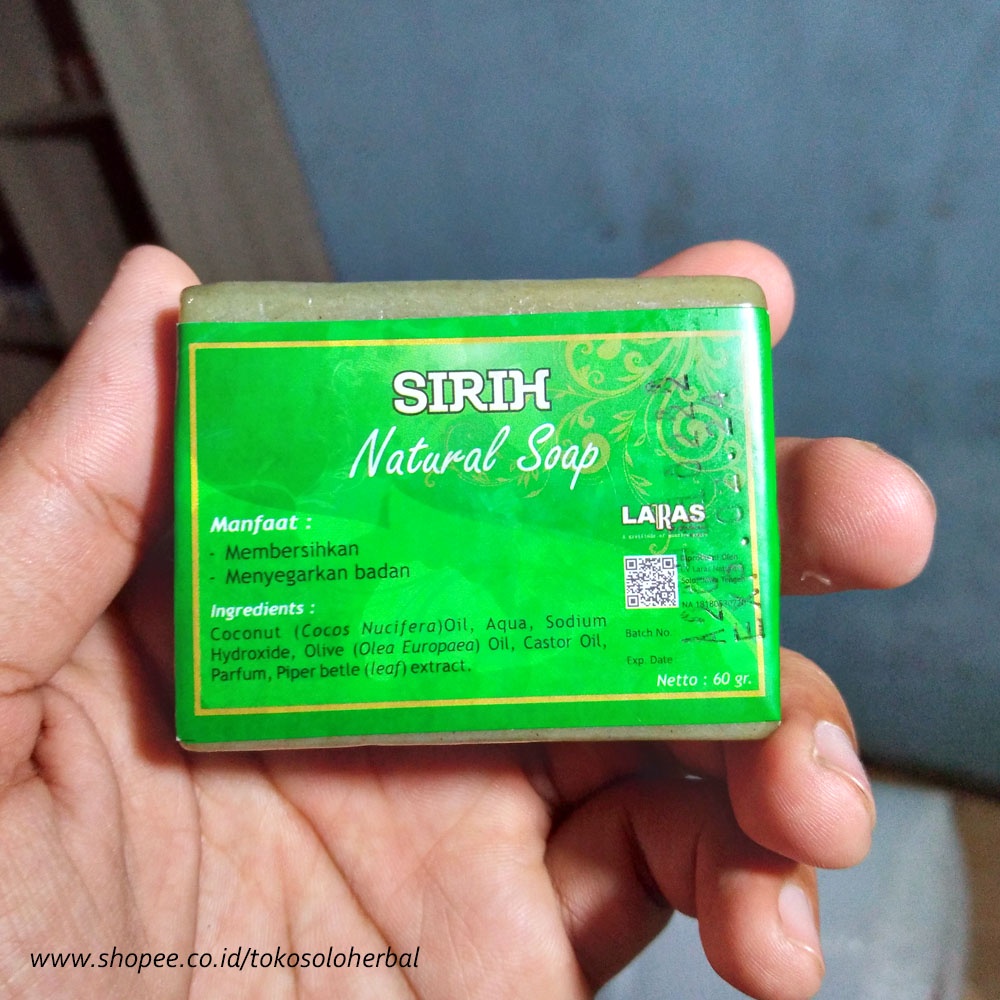 SIRIH
Natural Soap
Manfaat :
- Membersihkan
- Menyegarkan badan
Ingredients :
Coconut (Cocos Nucifera)Oil, Aqua, Sodium
Hydroxide, Olive (Olea Europaea) Oil, Castor Oil,
Parfum, Piper betle (leaf) extract.
LARAS
Batch No.
Exp. Date
Netto : 60 gr.
www.shopee.co.id/tokosoloherbal